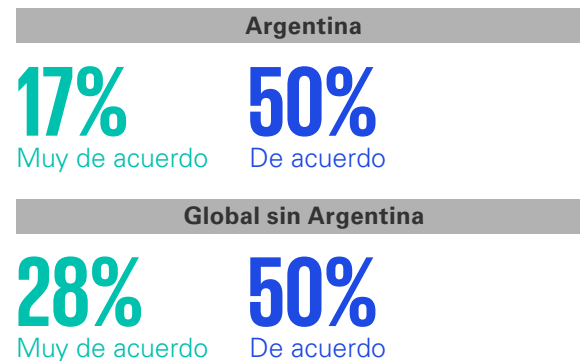 Argentina
17% 50%
Muy de acuerdo De acuerdo
Global sin Argentina
28% 50%
Muy de acuerdo De acuerdo